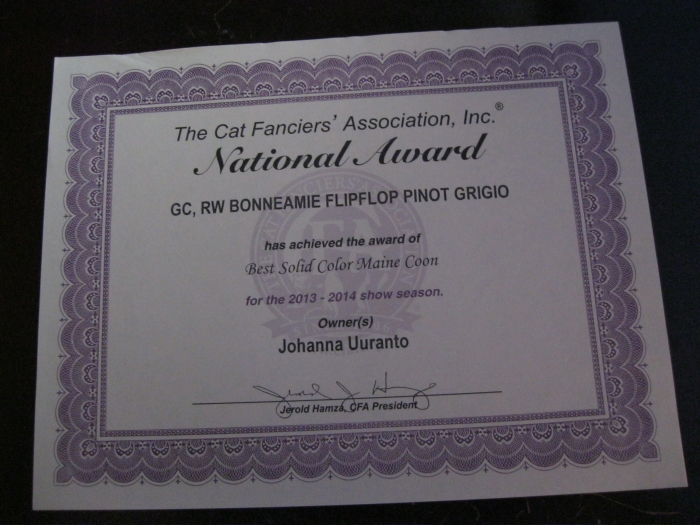 The Cat Fanciers' Association, Inc.®
National Award
GC, RW BONNEAMIE FLIPFLOP PINOT GRIGIO
has achieved the award of
Best Solid Color Maine Coon
for the 2013 - 2014 show season.
Owner(s)
Johanna Uuranto
Jerold Hamza, CFA President